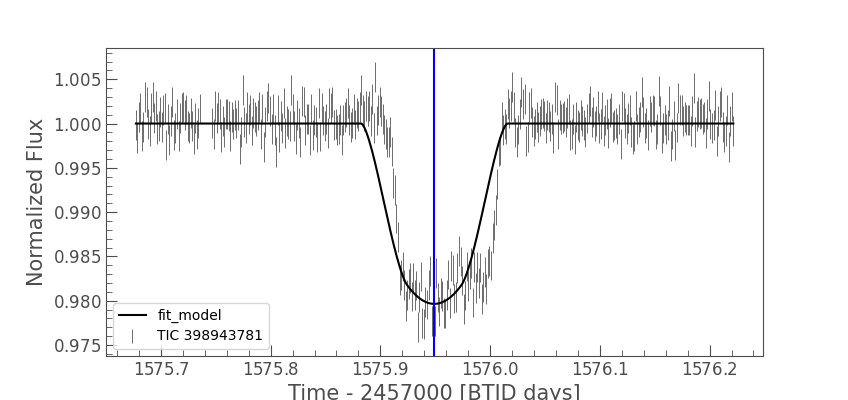 Normalized Flux
1.005
1.000
0.995
0.990
0.985
0.980
0.975
fit_model
TIC 398943781
1575.7 1575.8 1575.9 1576.0 1576.1 1576.2
Time - 2457000 [BTJD days]